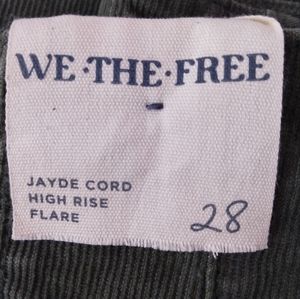 WE·THE·FREE
JAYDE CORD
HIGH RISE
FLARE
28